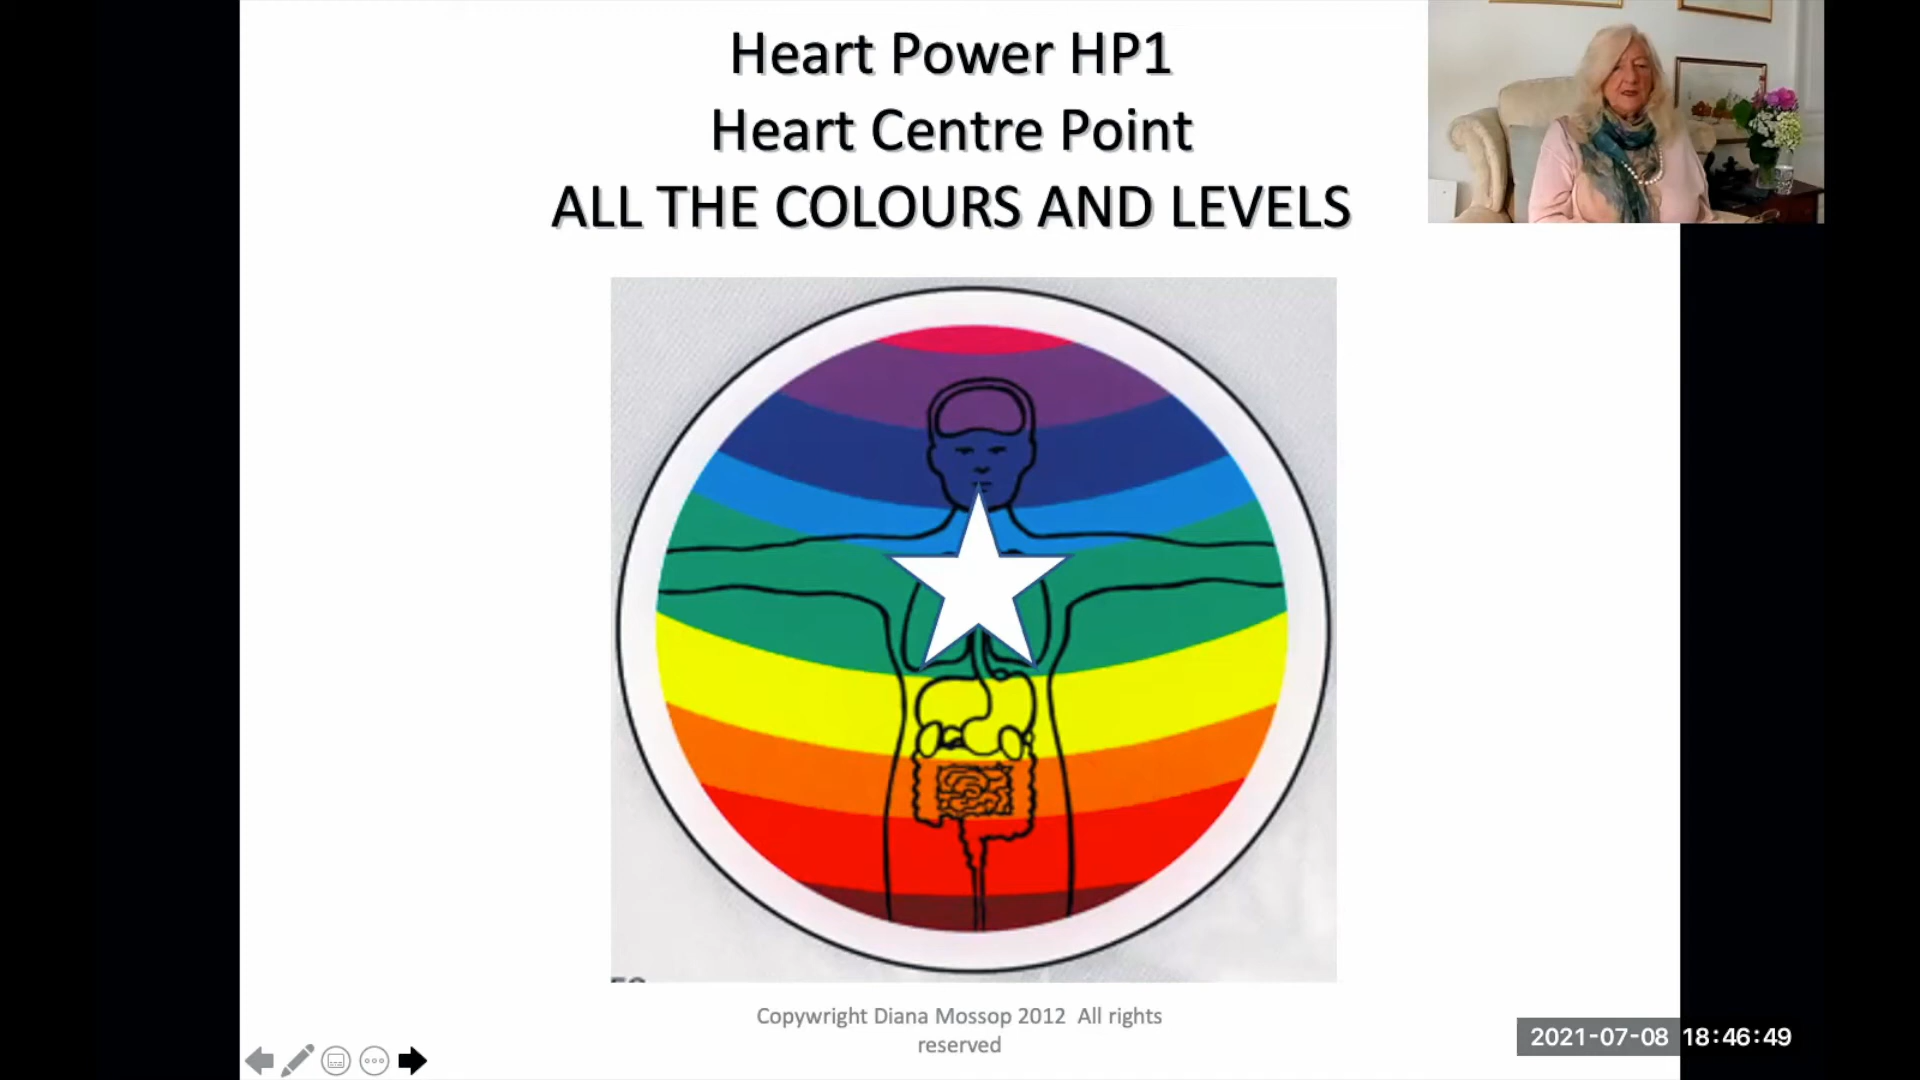 Heart Power HP1
Heart Centre Point
ALL THE COLOURS AND LEVELS
Copywright Diana Mossop 2012  All rights
reserved
2021-07-08 18:46:49